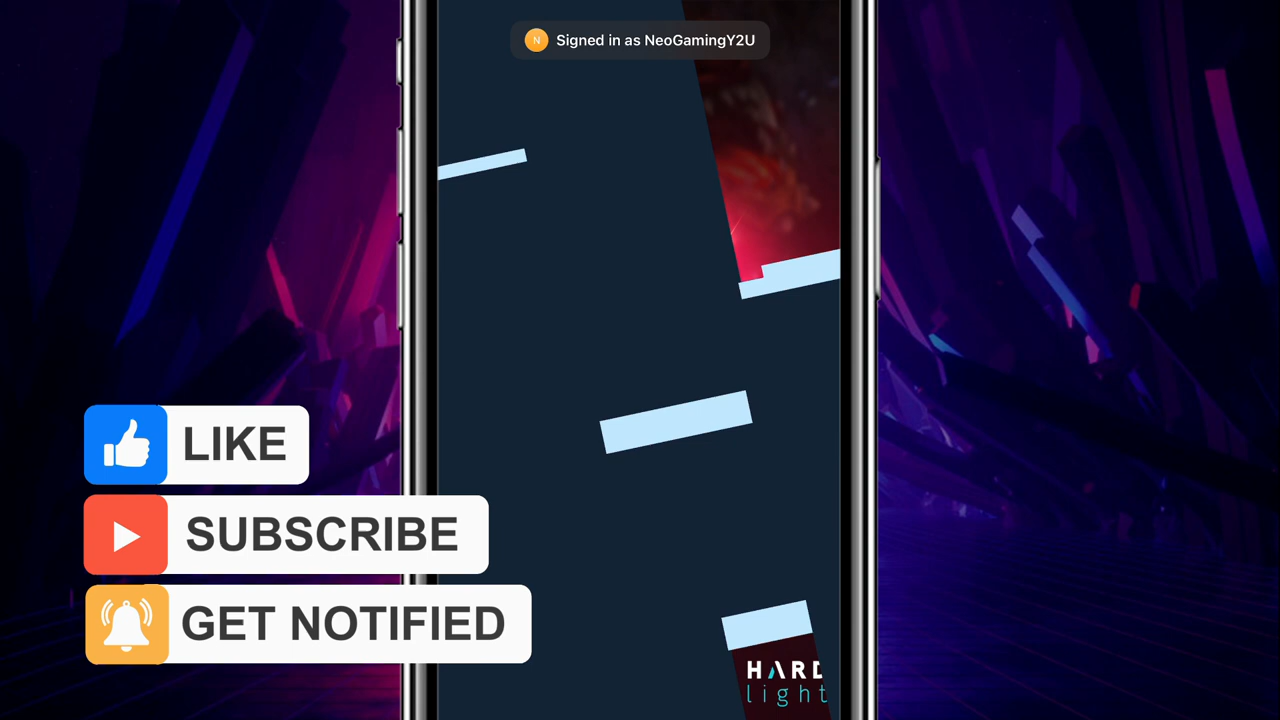 N
Signed in as NeoGamingY2U
LIKE
SUBSCRIBE
GET NOTIFIED
HARD
light